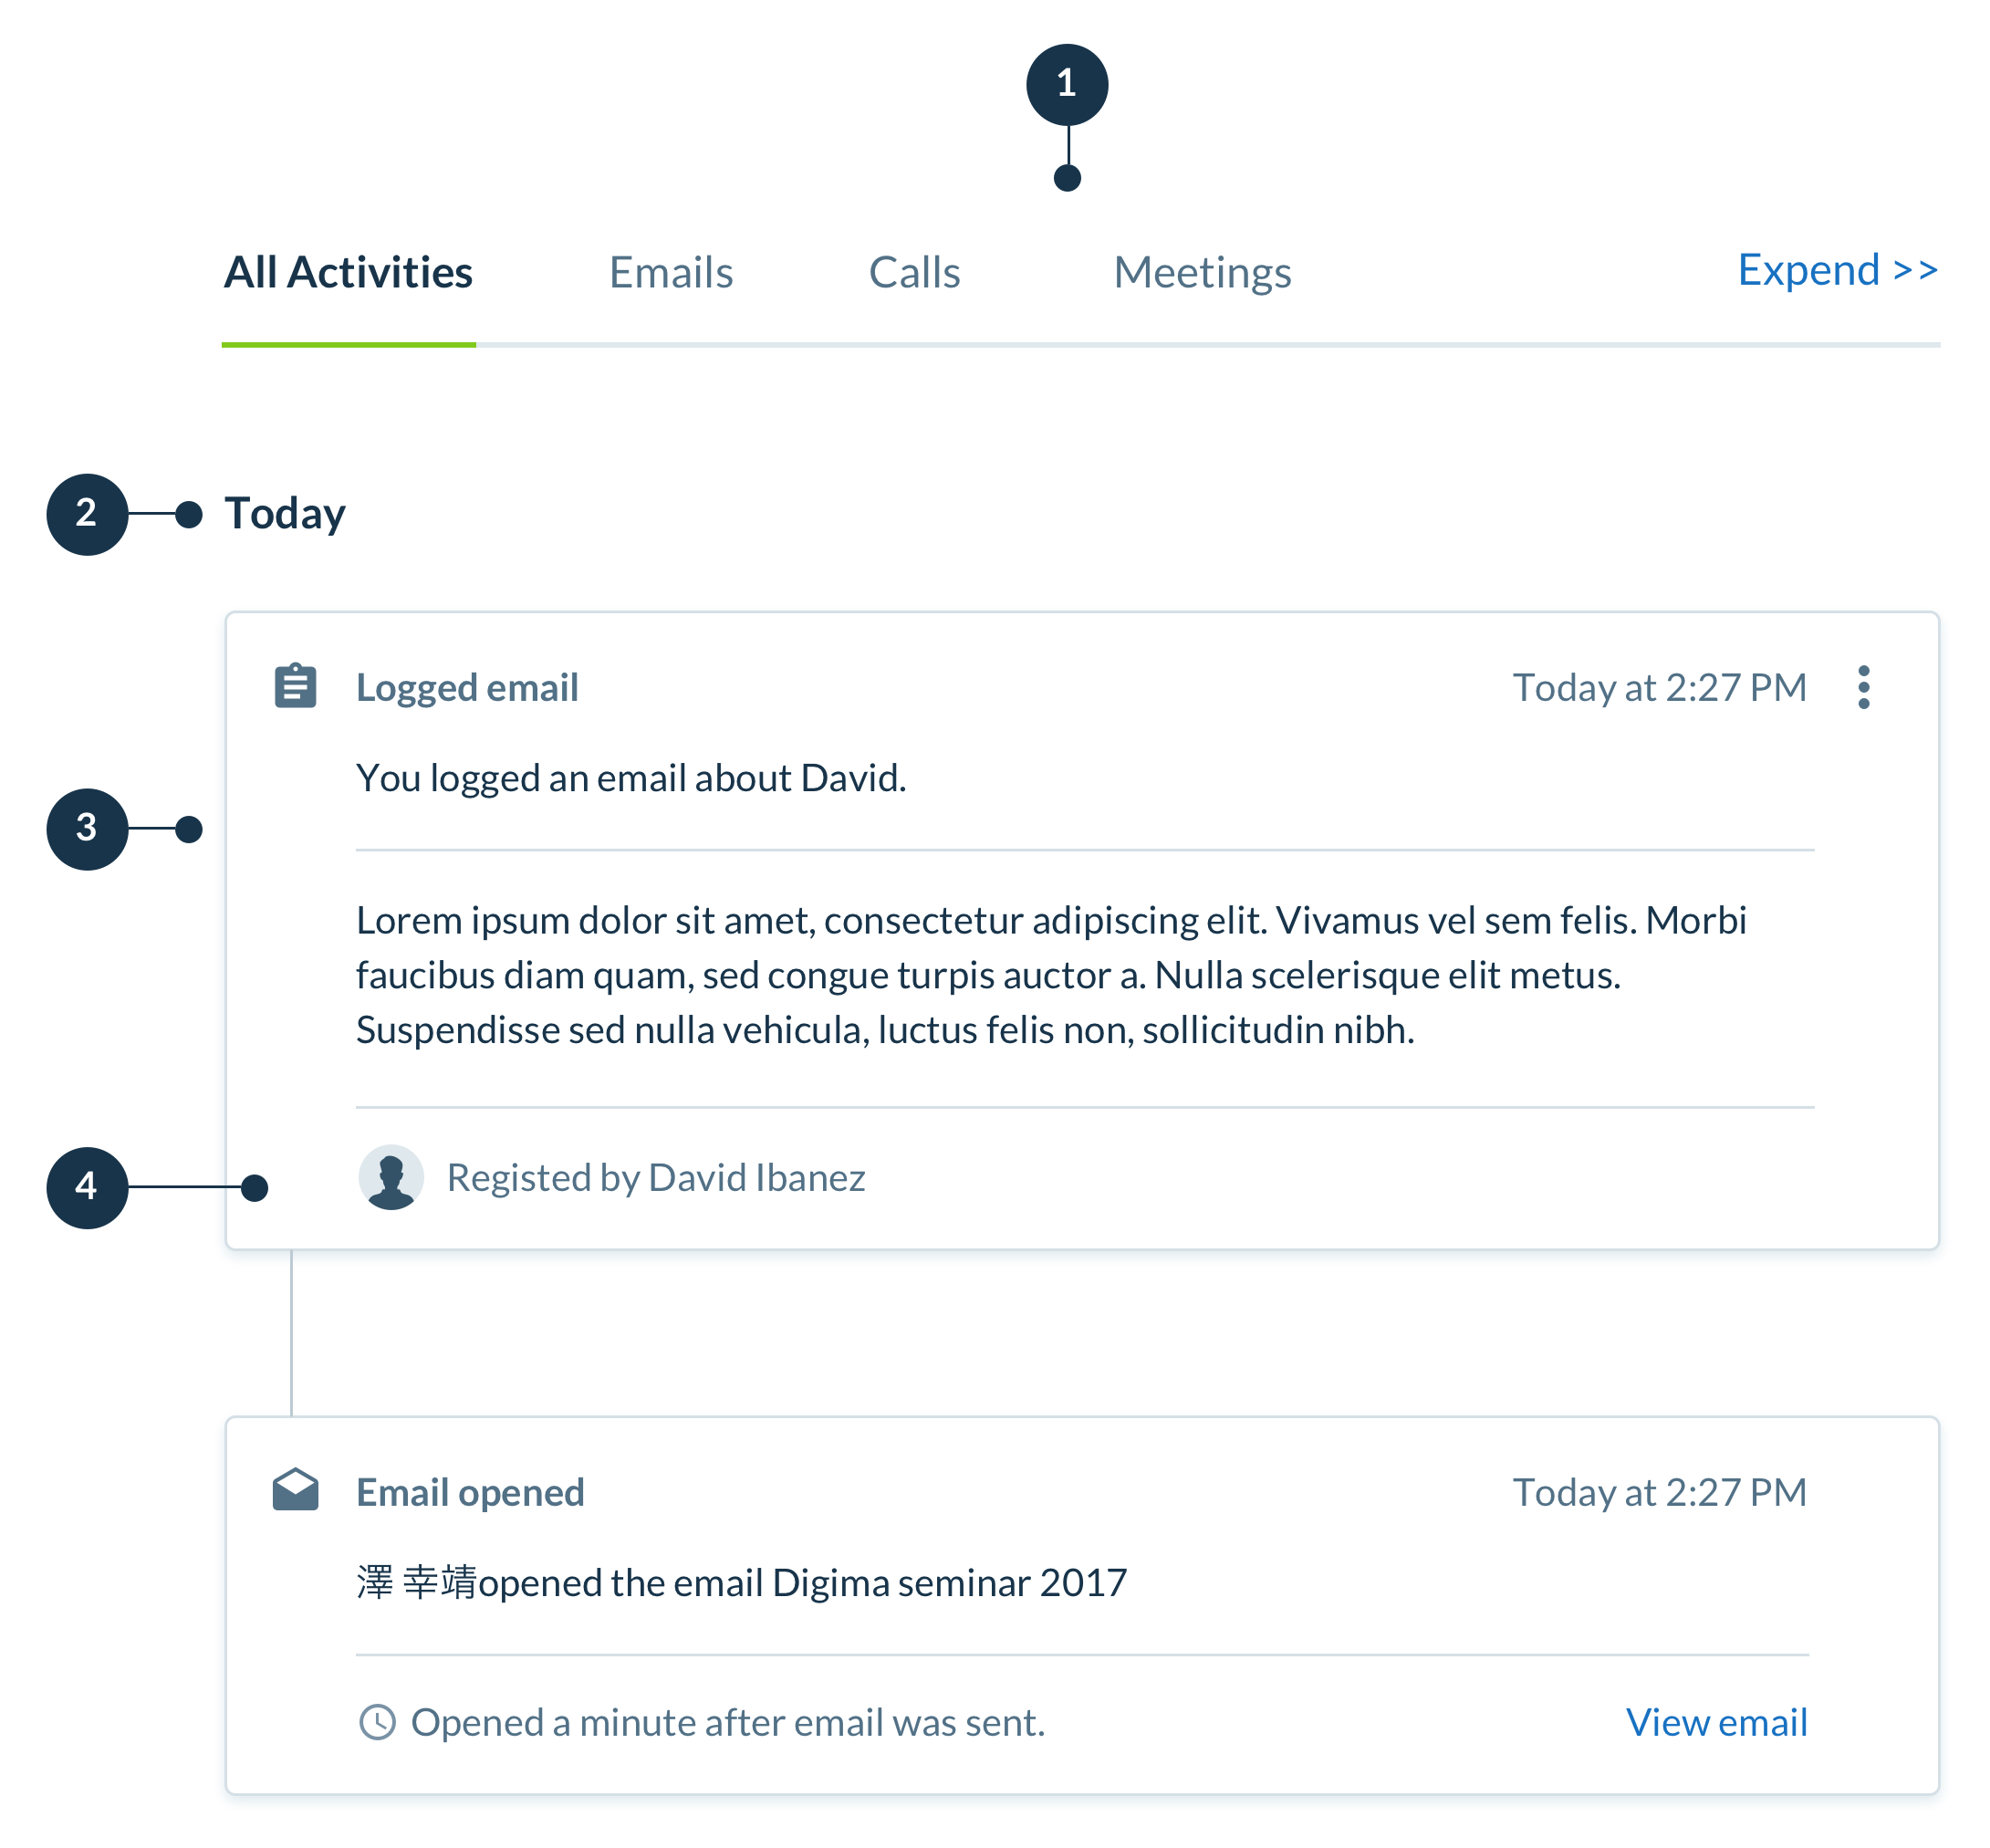 1
All Activities Emails Calls Meetings Expend >>
2
Today
Logged email Today at 2:27 PM
You logged an email about David.
3
Lorem ipsum dolor sit amet, consectetur adipiscing elit. Vivamus vel sem felis. Morbi
faucibus diam quam, sed congue turpis auctor a. Nulla scelerisque elit metus.
Suspendisse sed nulla vehicula, luctus felis non, sollicitudin nibh.
4
Registed by David Ibanez
Email opened Today at 2:27 PM
澤 幸靖opened the email Digima seminar 2017
Opened a minute after email was sent. View email